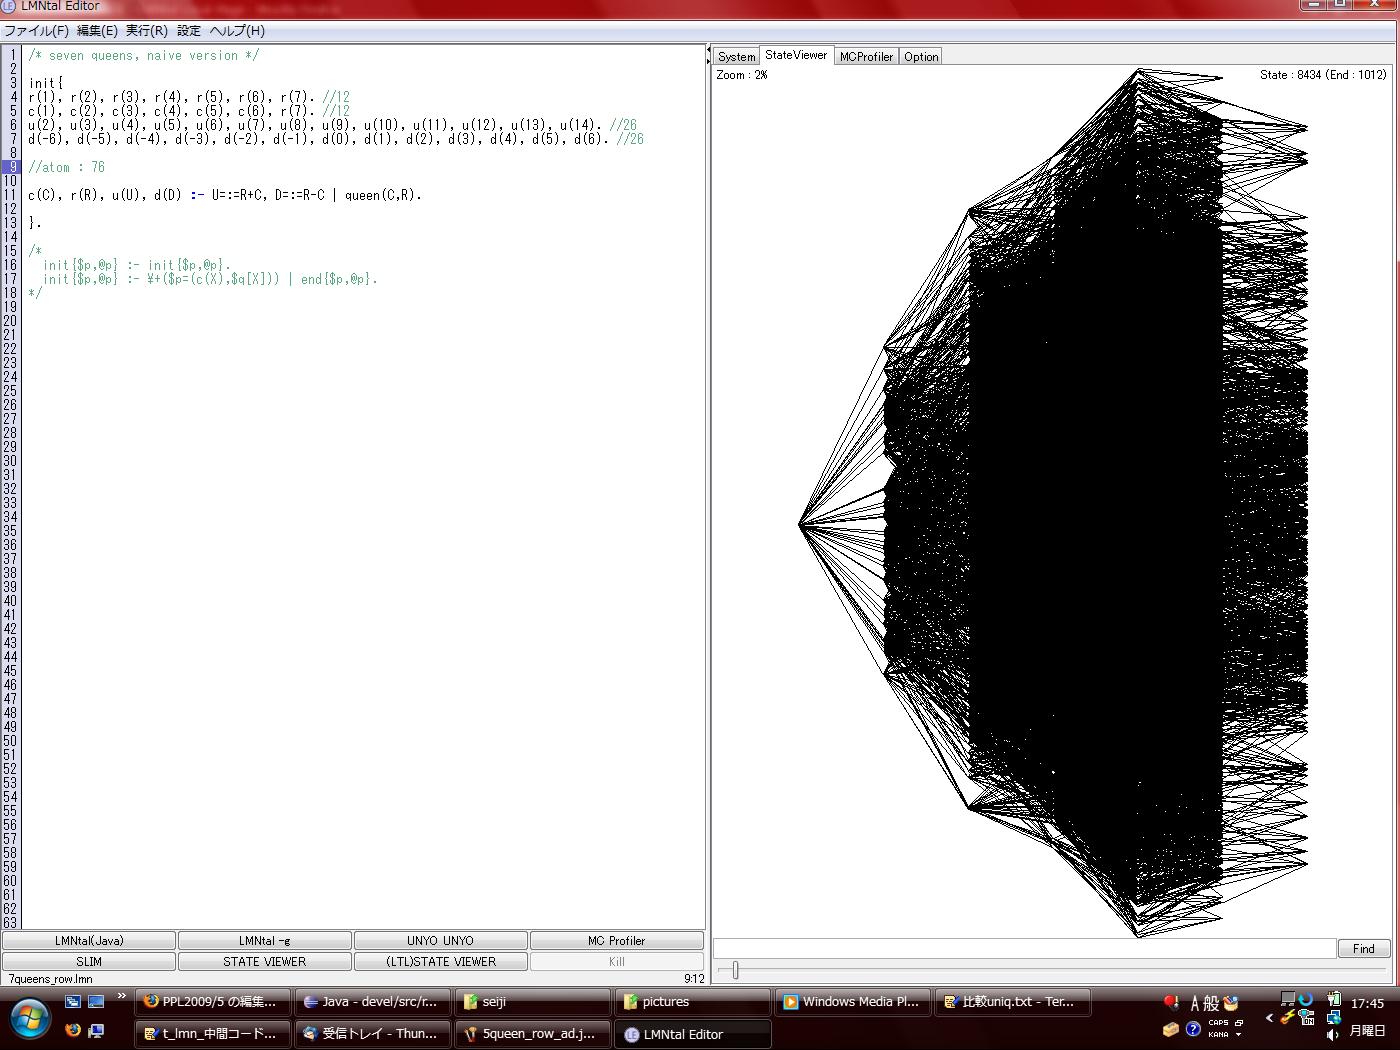 LMNtal Editor
ファイル(F) 編集(E) 実行(R) 設定 ヘルプ(H)
1 /* seven queens, naive version */
2
3 init{
4 r(1), r(2), r(3), r(4), r(5), r(6), r(7). //12
5 c(1), c(2), c(3), c(4), c(5), c(6), r(7). //12
6 u(2), u(3), u(4), u(5), u(6), u(7), u(8), u(9), u(10), u(11), u(12), u(13), u(14). //26
7 d(-6), d(-5), d(-4), d(-3), d(-2), d(-1), d(0), d(1), d(2), d(3), d(4), d(5), d(6). //26
8
9 //atom : 76
10
11 c(C), r(R), u(U), d(D) :- U=:=R+C, D=:=R-C | queen(C,R).
12
13 }.
14
15 /*
16 init{$p,@p} :- init{$p,@p}.
17 init{$p,@p} :- ¥+($p=(c(X),$q[X])) | end{$p,@p}.
18 */
19
20
21
22
23
24
25
26
27
28
29
30
31
32
33
34
35
36
37
38
39
40
41
42
43
44
45
46
47
48
49
50
51
52
53
54
55
56
57
58
59
60
61
62
63
System StateViewer MCProfiler Option
Zoom : 2% State : 8434 (End : 1012)
Find
LMNtal(Java) LMNtal -g UNYO UNYO MC Profiler
SLIM STATE VIEWER (LTL)STATE VIEWER Kill
7queens_row.lmn 9:12
PPL2009/5 の編集... Java - devel/src/r... seiji pictures Windows Media Pl... 比較uniq.txt - Ter... A 般 17:45
t_lmn_中間コード... 受信トレイ - Thun... 5queen_row_ad.j... LMNtal Editor CAPS KANA 月曜日